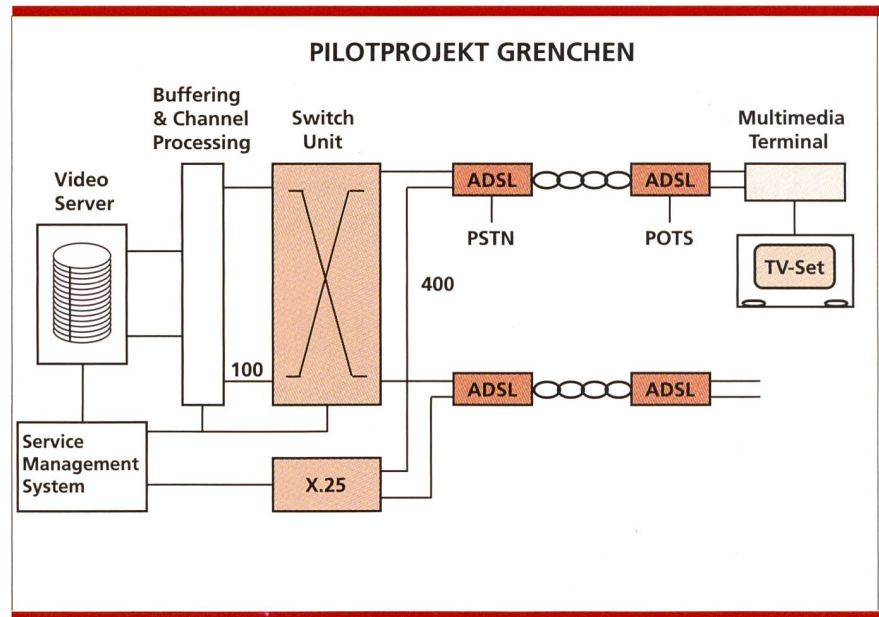 PILOTPROJEKT GRENCHEN
Buffering
& Channel
Processing
Switch
Unit
Multimedia
Terminal
Video
Server
ADSL
ADSL
PSTN
POTS
TV-Set
400
100
ADSL
ADSL
Service
Management
System
X.25